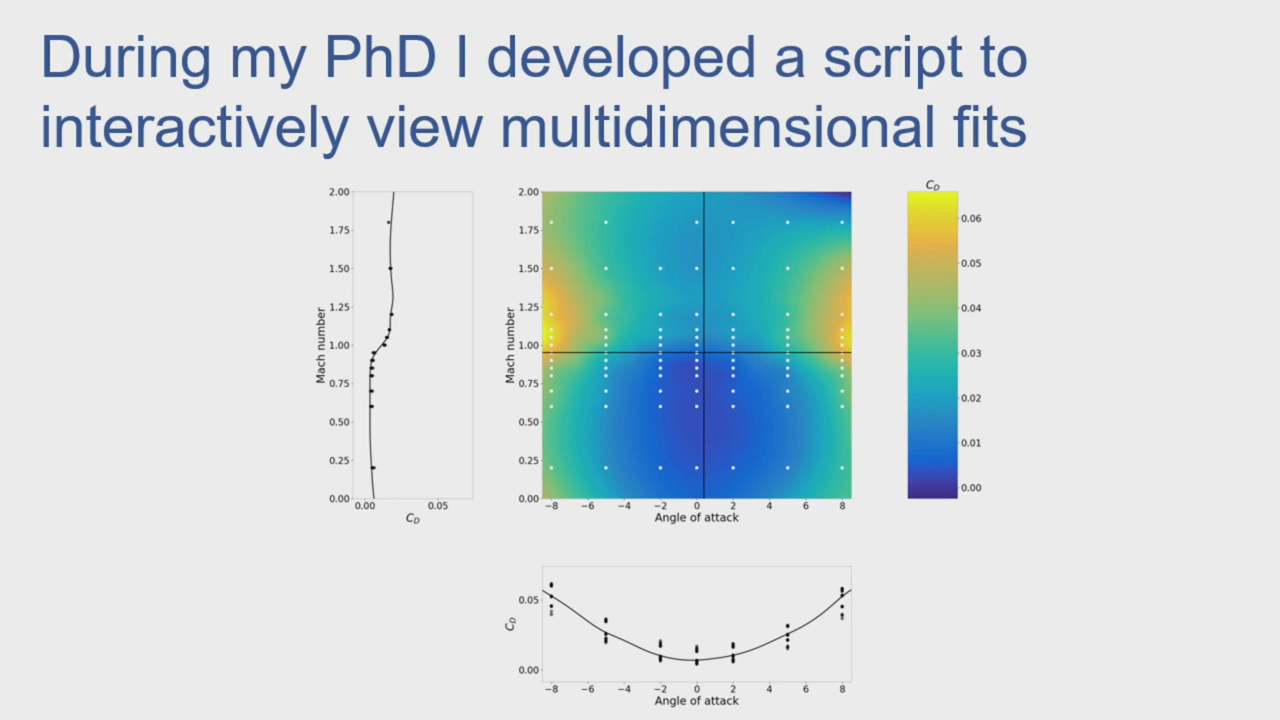 During my PhD I developed a script to
interactively view multidimensional fits
2.00
1.75
1.50
1.25
1.00
0.75
0.50
0.25
0.00
Mach number
0.00 0.05
C_D
2.00
1.75
1.50
1.25
1.00
0.75
0.50
0.25
0.00
Mach number
−8 −6 −4 −2 0 2 4 6 8
Angle of attack
C_D
0.06
0.05
0.04
0.03
0.02
0.01
0.00
0.05
0.00
C_D
−8 −6 −4 −2 0 2 4 6 8
Angle of attack